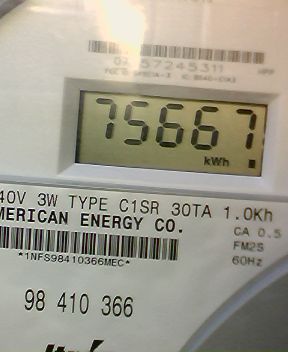 57245311
75667
kWh
40V 3W TYPE C1SR 30TA 1.0Kh
MERICAN ENERGY CO.
CA 0.5
FM2S
60Hz
*1NFS98410366MEC*
98 410 366